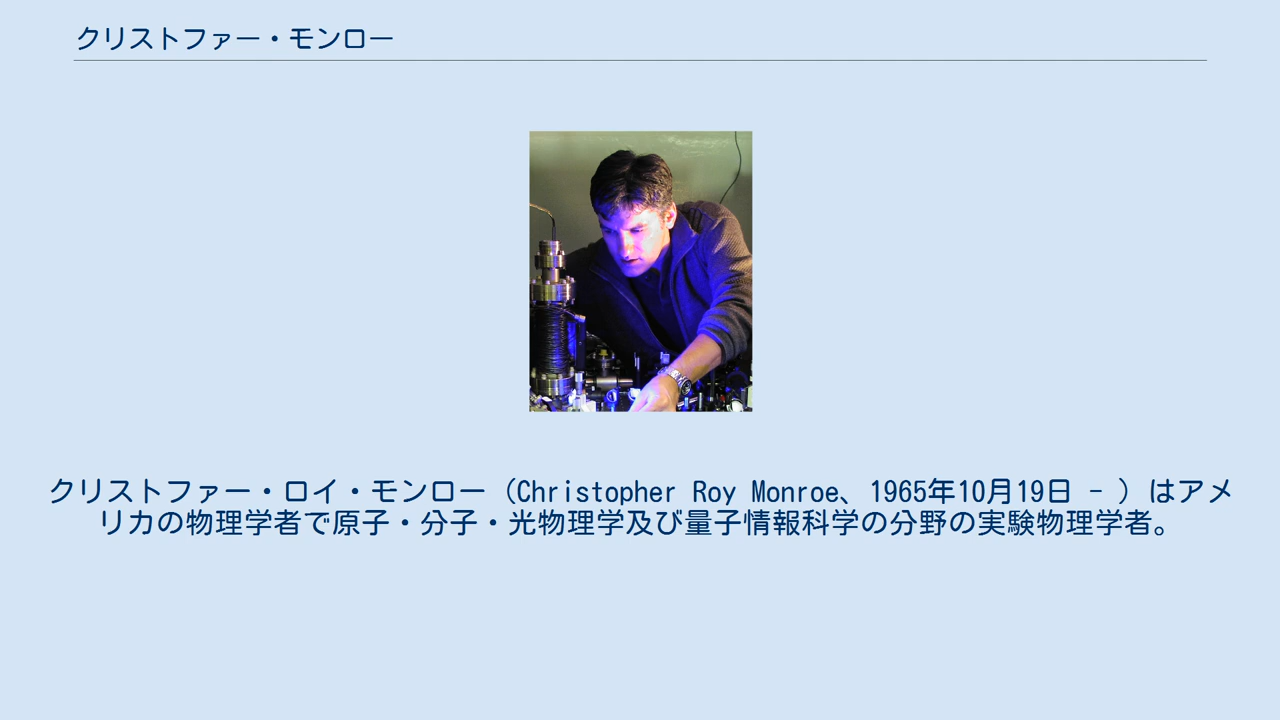 クリストファー・モンロー
クリストファー・ロイ・モンロー（Christopher Roy Monroe、1965年10月19日 - ）はアメ
リカの物理学者で原子・分子・光物理学及び量子情報科学の分野の実験物理学者。